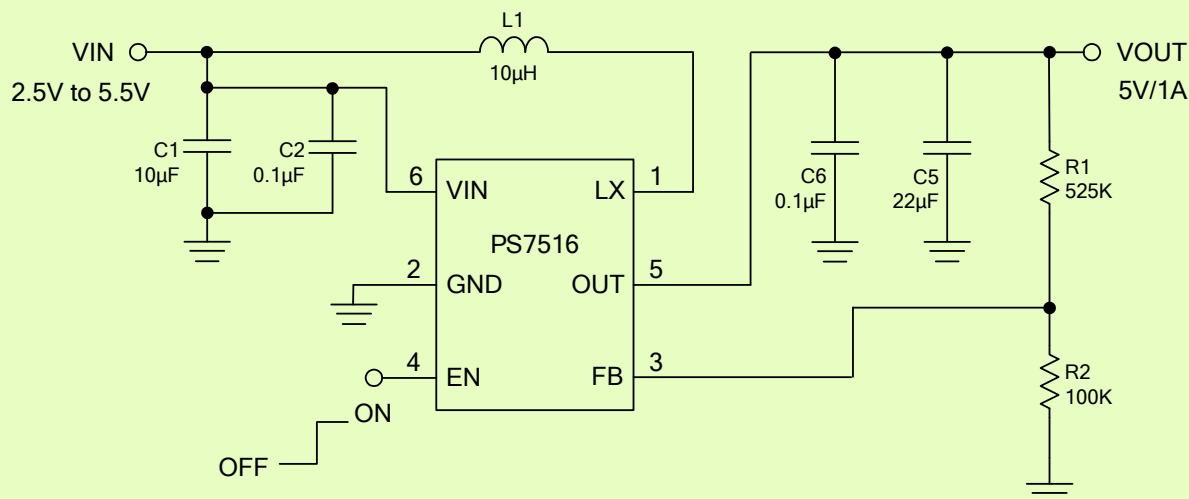 L1
10µH
VIN
2.5V to 5.5V
VOUT
5V/1A
C1
10µF
C2
0.1µF
C6
0.1µF
C5
22µF
R1
525K
6
VIN
LX
1
PS7516
2
GND
OUT
5
4
EN
FB
3
R2
100K
ON
OFF